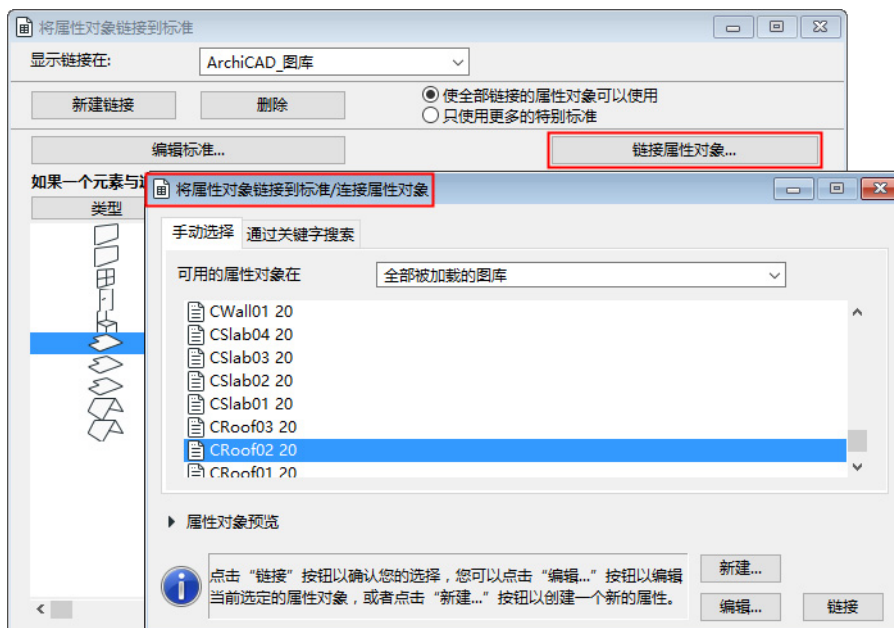 将属性对象链接到标准
显示链接在:
ArchiCAD_图库
新建链接
删除
使全部链接的属性对象可以使用
只使用更多的特别标准
编辑标准...
链接属性对象...
如果一个元素与
类型
将属性对象链接到标准/连接属性对象
手动选择
通过关键字搜索
可用的属性对象在
全部被加载的图库
CWall01 20
CSlab04 20
CSlab03 20
CSlab02 20
CSlab01 20
CRoof03 20
CRoof02 20
CRoof01 20
属性对象预览
点击“链接”按钮以确认您的选择，您可以点击“编辑...”按钮以编辑
当前选定的属性对象，或者点击“新建...”按钮以创建一个新的属性。
新建...
编辑...
链接